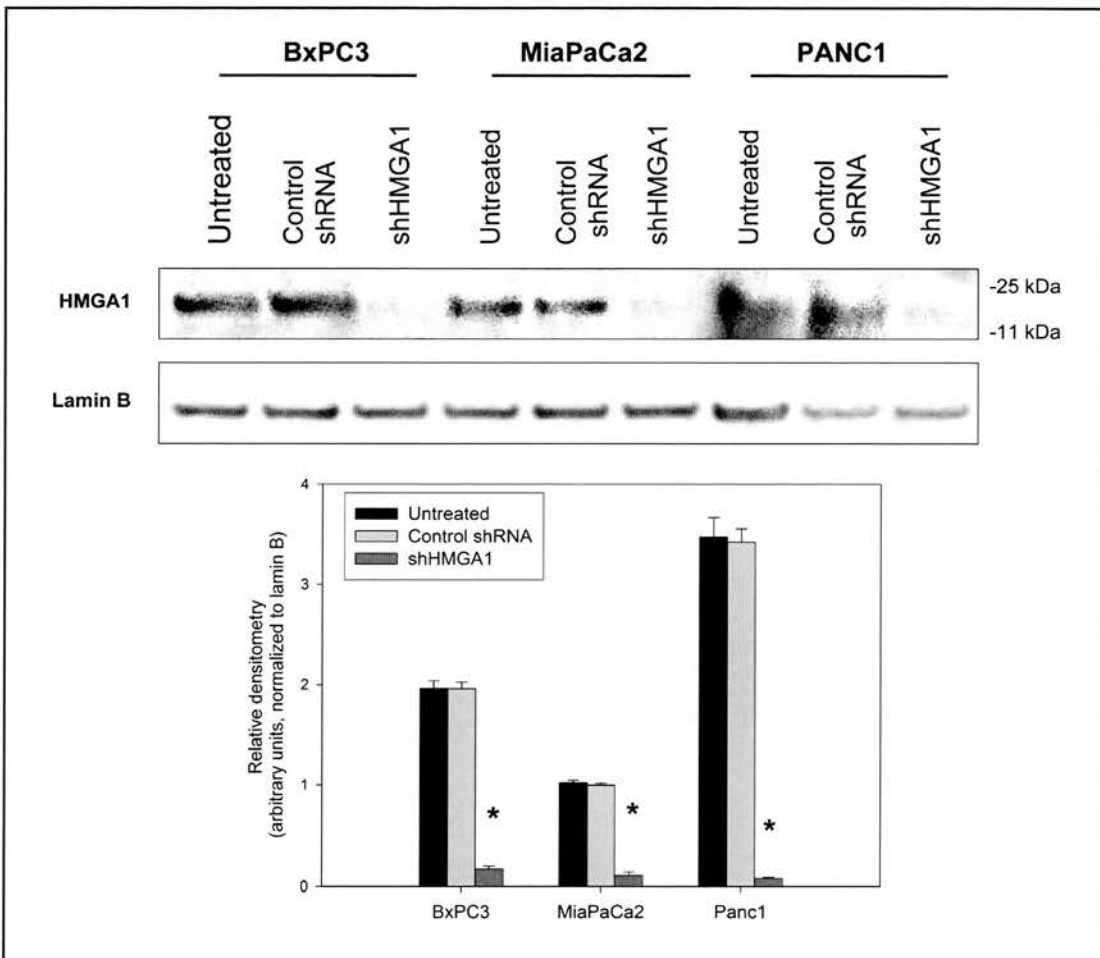 BxPC3 MiaPaCa2 PANC1
Untreated
Control
shRNA
shHMGA1
Untreated
Control
shRNA
shHMGA1
Untreated
Control
shRNA
shHMGA1
HMGA1
-25 kDa
-11 kDa
Lamin B
Relative densitometry
(arbitrary units, normalized to lamin B)
4
3
2
1
0
Untreated
Control shRNA
shHMGA1
* * *
BxPC3 MiaPaCa2 Panc1